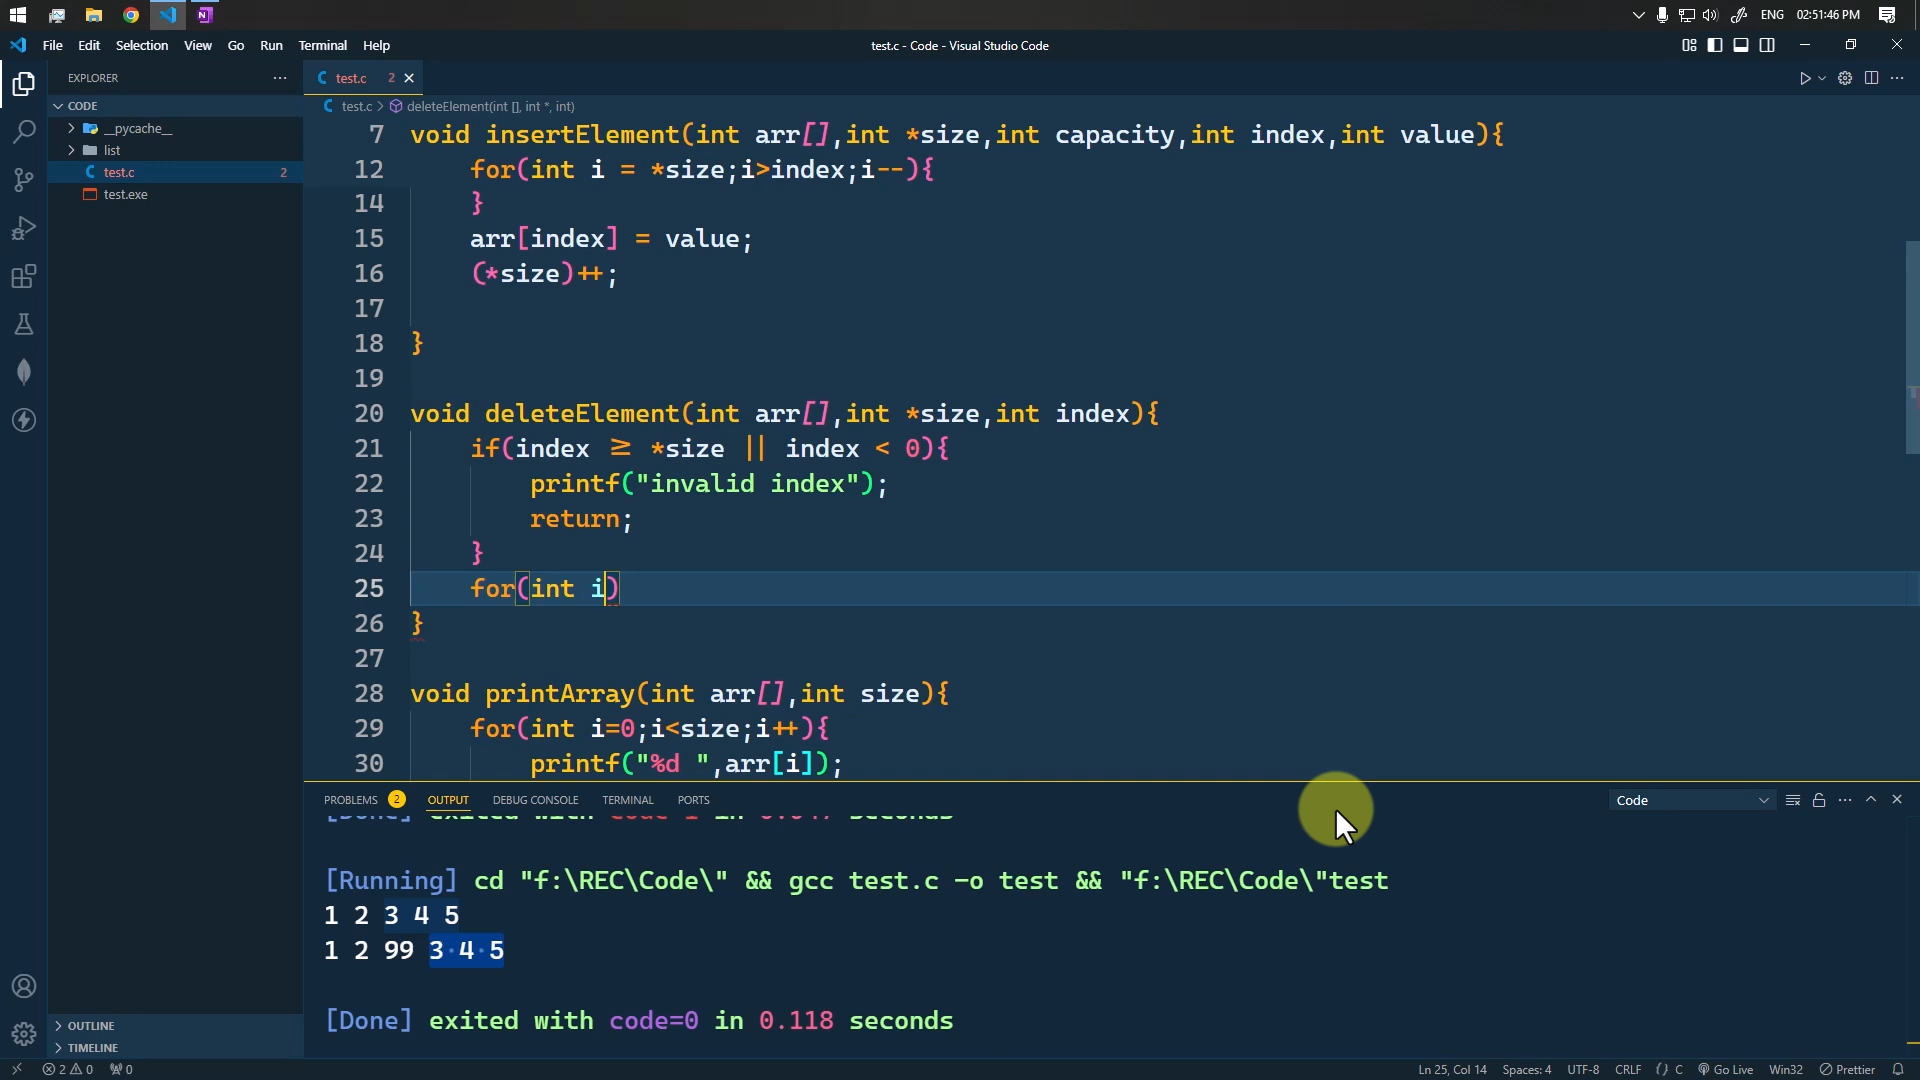 ENG 02:51:46 PM
File Edit Selection View Go Run Terminal Help
test.c - Code - Visual Studio Code
EXPLORER
CODE
__pycache__
list
test.c 2
test.exe
OUTLINE
TIMELINE
test.c 2
test.c > deleteElement(int [], int *, int)
7 void insertElement(int arr[],int *size,int capacity,int index,int value){
12 for(int i = *size;i>index;i--){
14 }
15 arr[index] = value;
16 (*size)++;
17
18 }
19
20 void deleteElement(int arr[],int *size,int index){
21 if(index ≥ *size || index < 0){
22 printf("invalid index");
23 return;
24 }
25 for(int i)
26 }
27
28 void printArray(int arr[],int size){
29 for(int i=0;i<size;i++){
30 printf("%d ",arr[i]);
PROBLEMS 2 OUTPUT DEBUG CONSOLE TERMINAL PORTS
Code
[Done] exited with code=1 in 0.047 seconds
[Running] cd "f:\REC\Code\" && gcc test.c -o test && "f:\REC\Code\"test
1 2 3 4 5
1 2 99 3·4·5
[Done] exited with code=0 in 0.118 seconds
2 0 0
Ln 25, Col 14 Spaces: 4 UTF-8 CRLF {} C Go Live Win32 Prettier